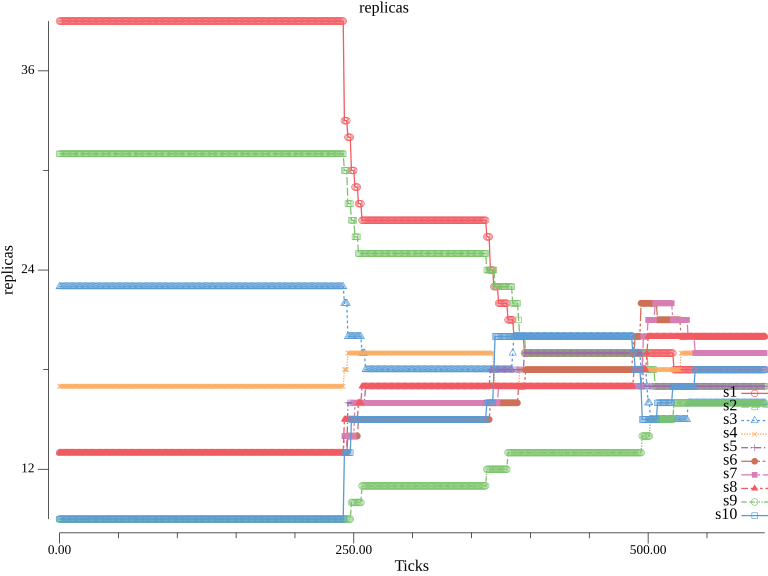 replicas
36
24
12
replicas
0.00
250.00
500.00
Ticks
s1
s2
s3
s4
s5
s6
s7
s8
s9
s10